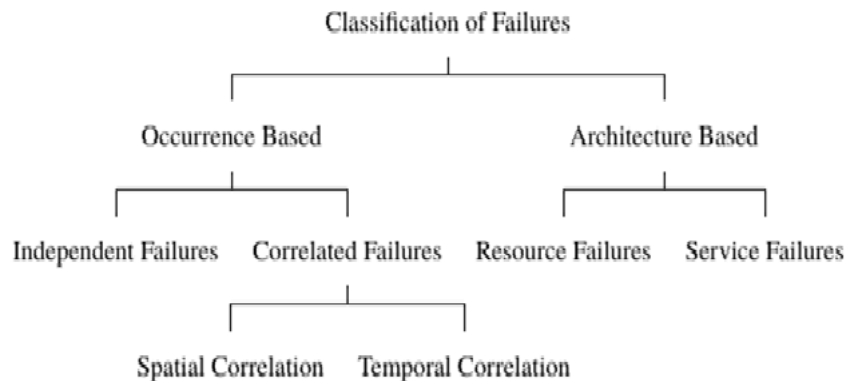 Classification of Failures
Occurrence Based Architecture Based
Independent Failures Correlated Failures Resource Failures Service Failures
Spatial Correlation Temporal Correlation